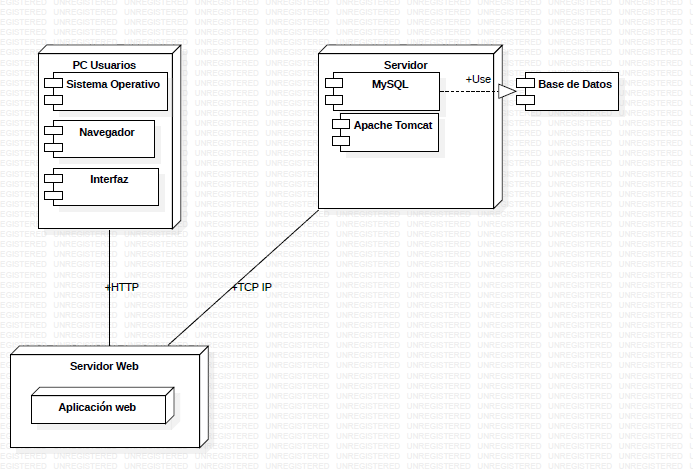 PC Usuarios
Sistema Operativo
Navegador
Interfaz
Servidor
MySQL
+Use
Base de Datos
Apache Tomcat
+HTTP
+TCP IP
Servidor Web
Aplicación web
UNREGISTERED